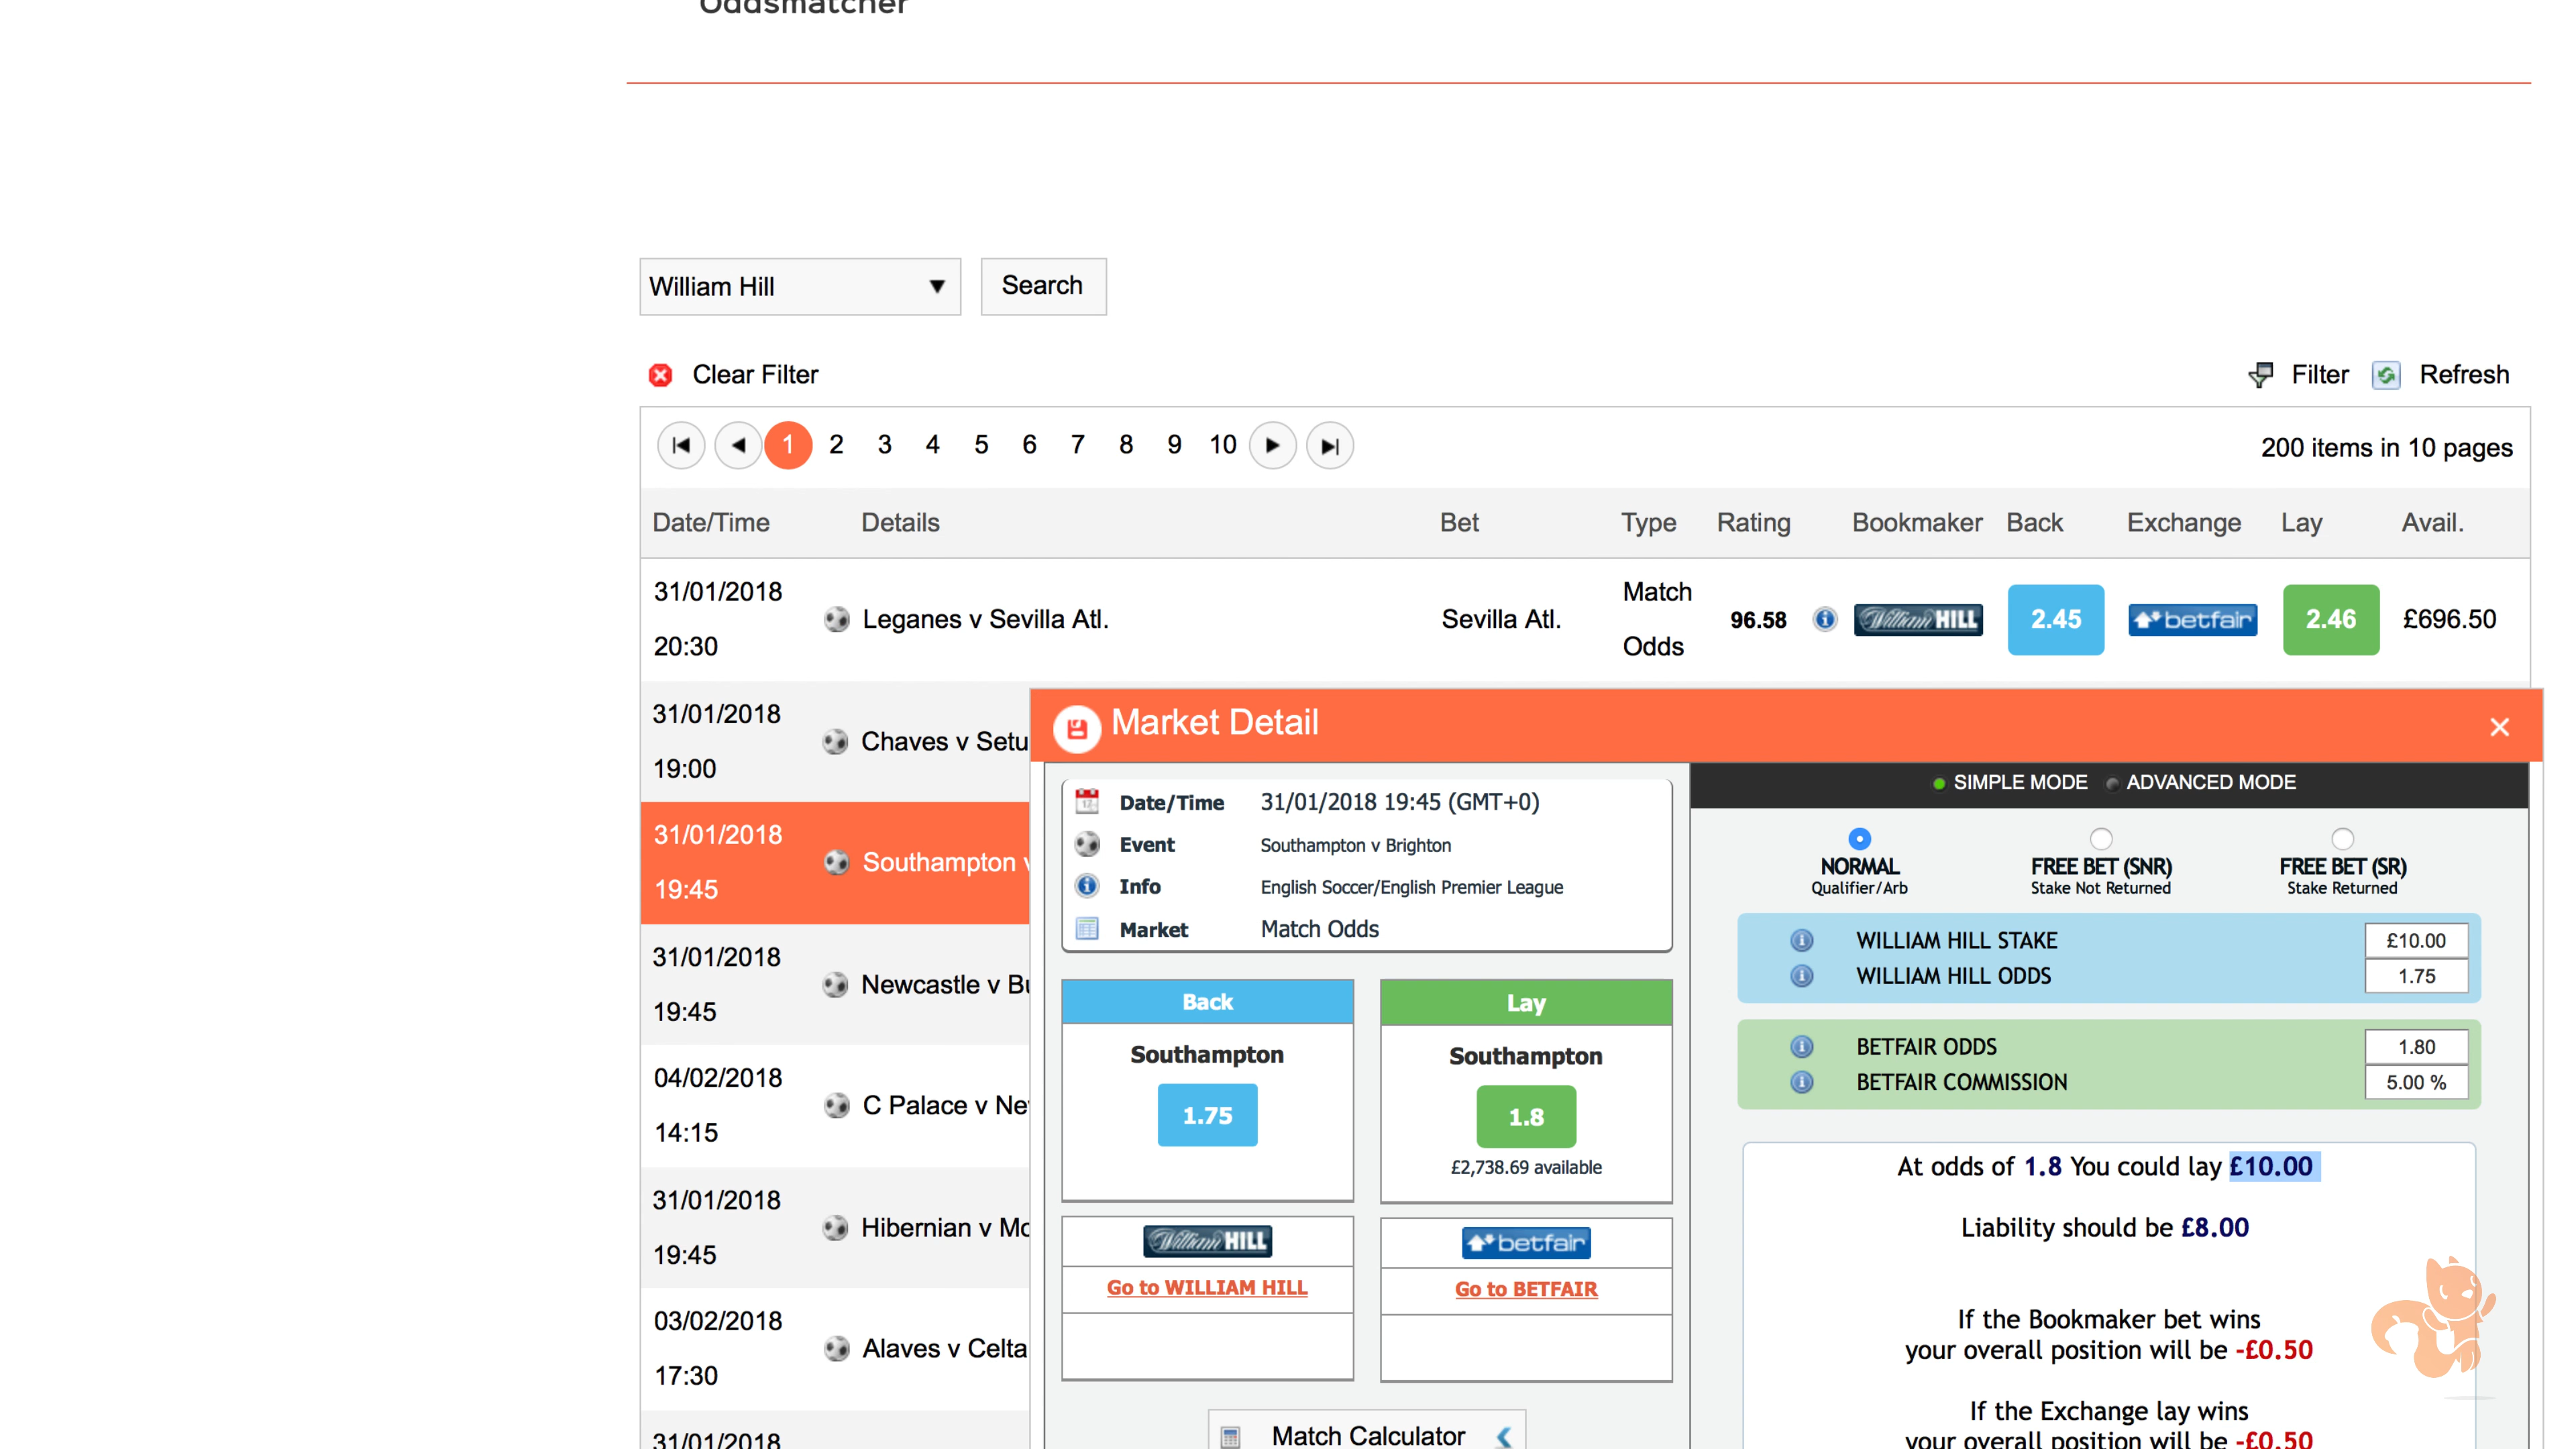 Oddsmatcher
William Hill
Search
Clear Filter
Filter Refresh
1 2 3 4 5 6 7 8 9 10
200 items in 10 pages
Date/Time Details Bet Type Rating Bookmaker Back Exchange Lay Avail.
31/01/2018 20:30 Leganes v Sevilla Atl. Sevilla Atl. Match Odds 96.58 William HILL 2.45 betfair 2.46 £696.50
31/01/2018 19:00 Chaves v Setu
31/01/2018 19:45 Southampton v
31/01/2018 19:45 Newcastle v Bu
04/02/2018 14:15 C Palace v Ne
31/01/2018 19:45 Hibernian v Mo
03/02/2018 17:30 Alaves v Celta
31/01/2018
Market Detail
Date/Time 31/01/2018 19:45 (GMT+0)
Event Southampton v Brighton
Info English Soccer/English Premier League
Market Match Odds
Back
Southampton
1.75
William HILL
Go to WILLIAM HILL
Lay
Southampton
1.8
£2,738.69 available
betfair
Go to BETFAIR
Match Calculator
SIMPLE MODE ADVANCED MODE
NORMAL
Qualifier/Arb
FREE BET (SNR)
Stake Not Returned
FREE BET (SR)
Stake Returned
WILLIAM HILL STAKE £10.00
WILLIAM HILL ODDS 1.75
BETFAIR ODDS 1.80
BETFAIR COMMISSION 5.00 %
At odds of 1.8 You could lay £10.00
Liability should be £8.00
If the Bookmaker bet wins
your overall position will be -£0.50
If the Exchange lay wins
your overall position will be -£0.50